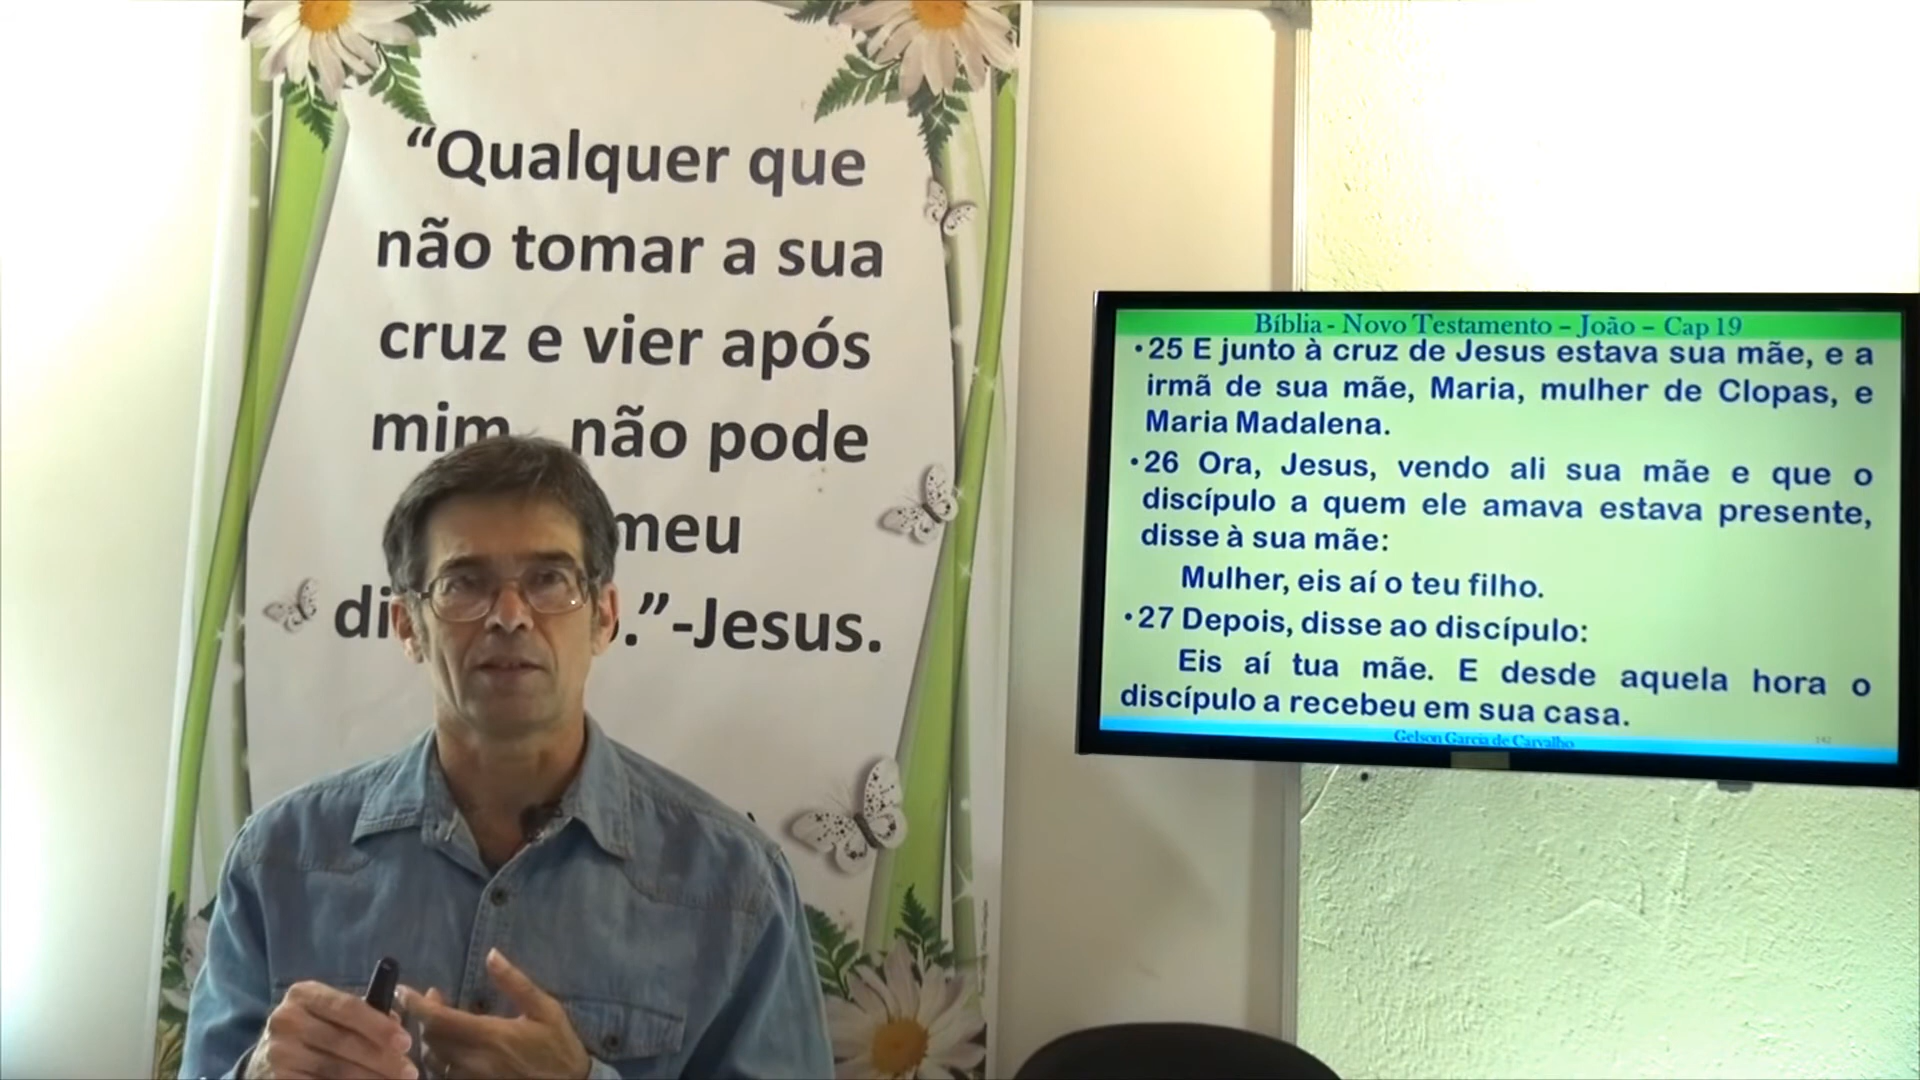 “Qualquer que
não tomar a sua
cruz e vier após
mim não pode
meu
.”-Jesus.
Bíblia - Novo Testamento – João – Cap 19
•25 E junto à cruz de Jesus estava sua mãe, e a
irmã de sua mãe, Maria, mulher de Clopas, e
Maria Madalena.
•26 Ora, Jesus, vendo ali sua mãe e que o
discípulo a quem ele amava estava presente,
disse à sua mãe:
Mulher, eis aí o teu filho.
•27 Depois, disse ao discípulo:
Eis aí tua mãe. E desde aquela hora o
discípulo a recebeu em sua casa.
Gelson Garcia de Carvalho
142